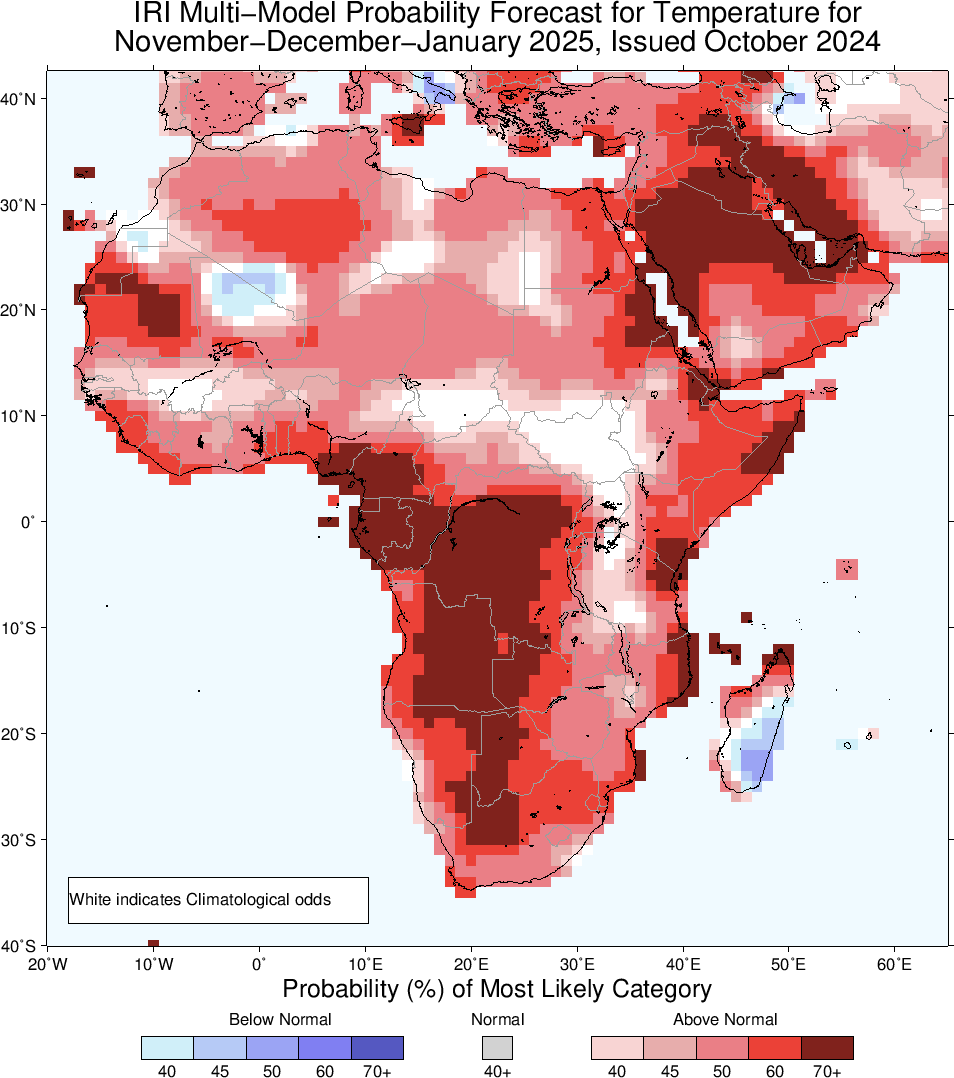 IRI Multi−Model Probability Forecast for Temperature for
November−December−January 2025, Issued October 2024
40˚N
30˚N
20˚N
10˚N
0˚
10˚S
20˚S
30˚S
White indicates Climatological odds
40˚S
20˚W 10˚W 0˚ 10˚E 20˚E 30˚E 40˚E 50˚E 60˚E
Probability (%) of Most Likely Category
Below Normal Normal Above Normal
40 45 50 60 70+ 40+ 40 45 50 60 70+